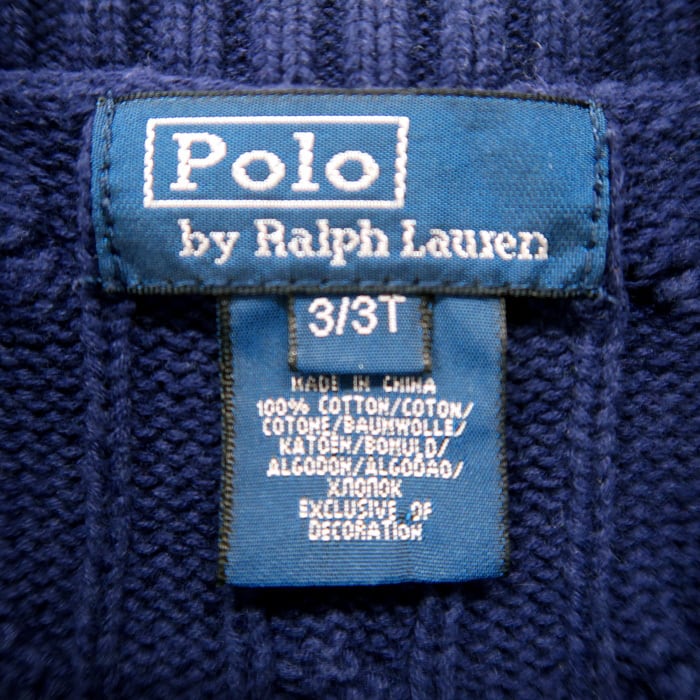 Polo
by Ralph Lauren
3/3T
MADE IN CHINA
100% COTTON/COTON/
COTONE/BAUMWOLLE/
KATOEN/BOMULD/
ALGODON/ALGODAO/
ХЛОПОК
EXCLUSIVE OF
DECORATION